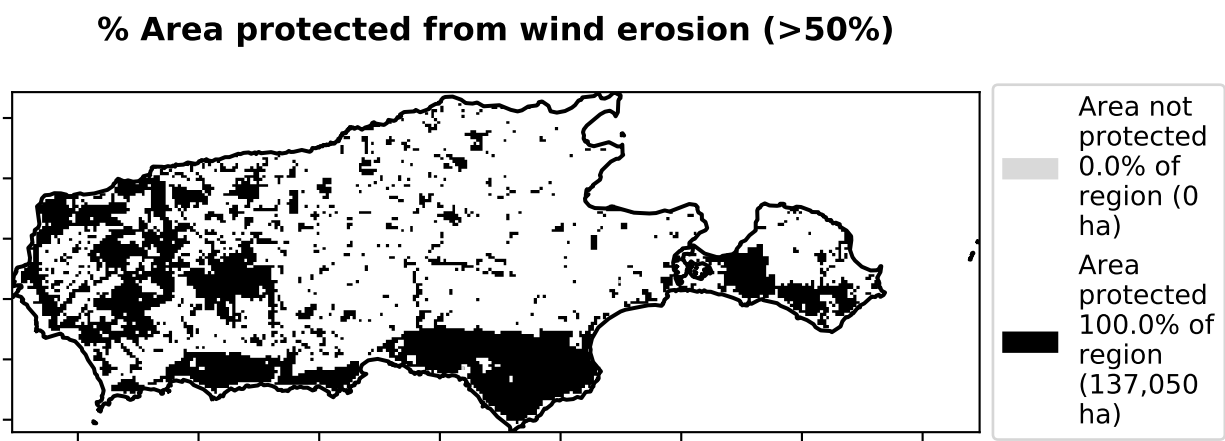 % Area protected from wind erosion (>50%)
Area not
protected
0.0% of
region (0
ha)
Area
protected
100.0% of
region
(137,050
ha)